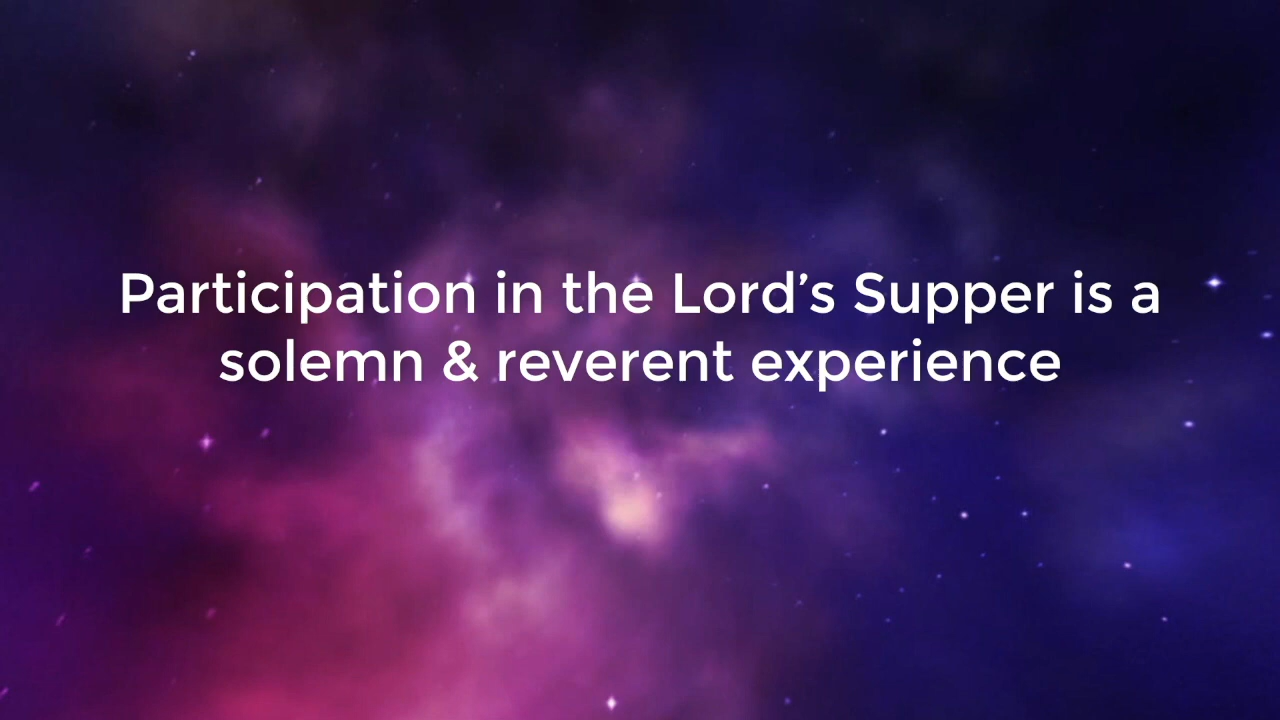 Participation in the Lord’s Supper is a
solemn & reverent experience